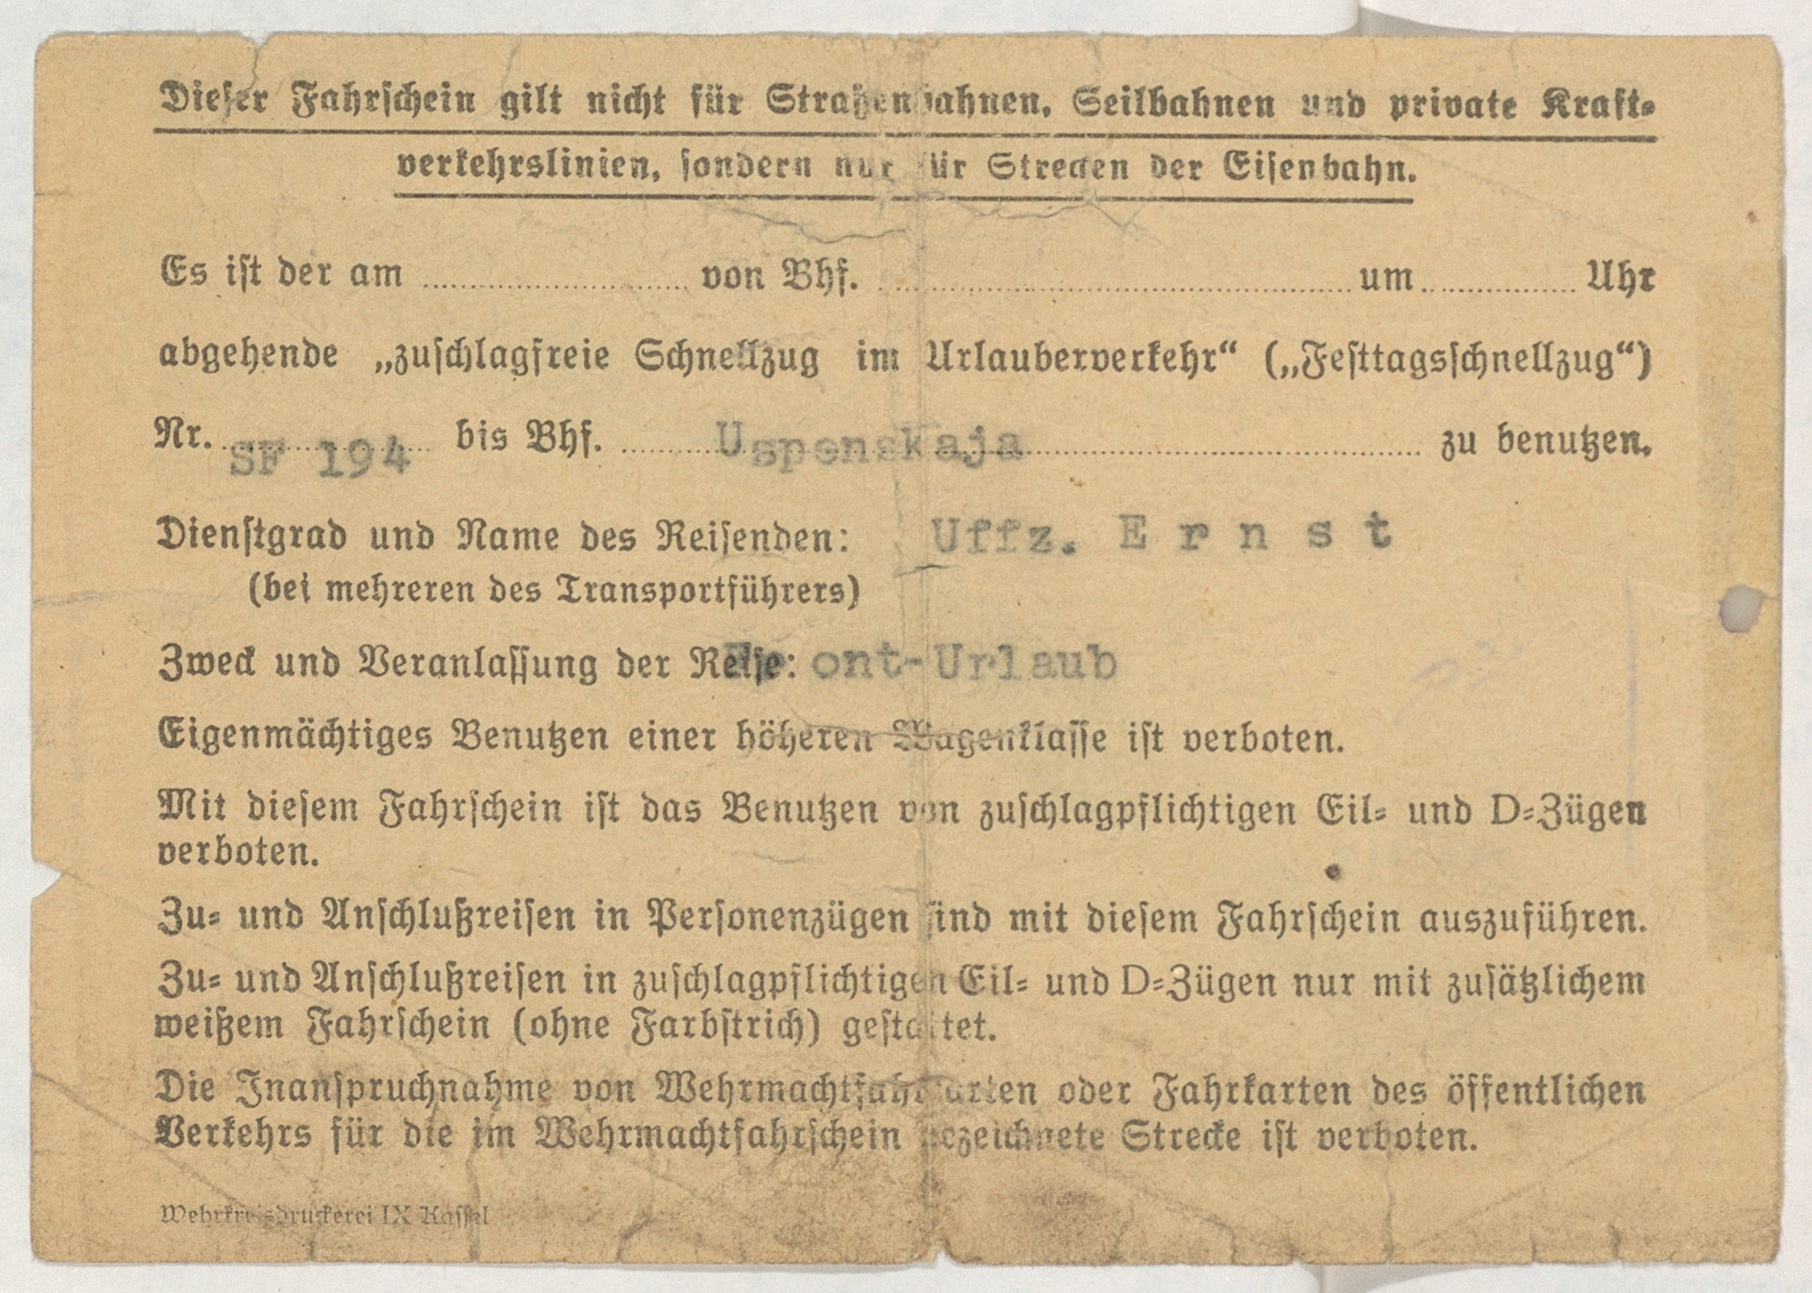 Dieser Fahrschein gilt nicht für Straßenbahnen, Seilbahnen und private Kraft-
verkehrslinien, sondern nur für Strecken der Eisenbahn.
Es ist der am ........ von Bhf. ........ um ........ Uhr
abgehende „zuschlagfreie Schnellzug im Urlauberverkehr“ („Festtagsschnellzug“)
Nr. SF 194 bis Bhf. Uspenskaja zu benutzen.
Dienstgrad und Name des Reisenden: Uffz. E r n s t
(bei mehreren des Transportführers)
Zweck und Veranlassung der Reise: Front-Urlaub
Eigenmächtiges Benutzen einer höheren Wagenklasse ist verboten.
Mit diesem Fahrschein ist das Benutzen von zuschlagpflichtigen Eil- und D-Zügen
verboten.
Zu- und Anschlußreisen in Personenzügen sind mit diesem Fahrschein auszuführen.
Zu- und Anschlußreisen in zuschlagpflichtigen Eil- und D-Zügen nur mit zusätzlichem
weißem Fahrschein (ohne Farbstrich) gestattet.
Die Inanspruchnahme von Wehrmachtfahrkarten oder Fahrkarten des öffentlichen
Verkehrs für die im Wehrmachtfahrschein bezeichnete Strecke ist verboten.
Wehrkreisdruckerei IX Kassel